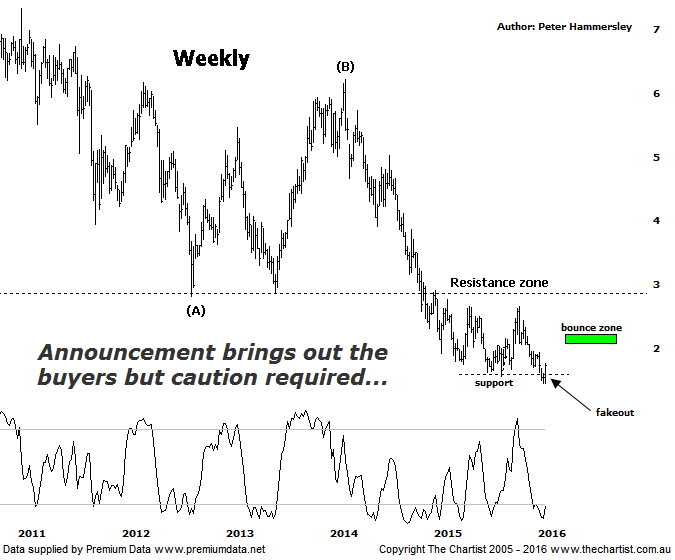 Author: Peter Hammersley
7
Weekly
(B)
6
5
4
3
Resistance zone
(A)
bounce zone
2
Announcement brings out the
buyers but caution required...
support
fakeout
2011 2012 2013 2014 2015 2016
Data supplied by Premium Data www.premiumdata.net Copyright The Chartist 2005 - 2016 www.thechartist.com.au